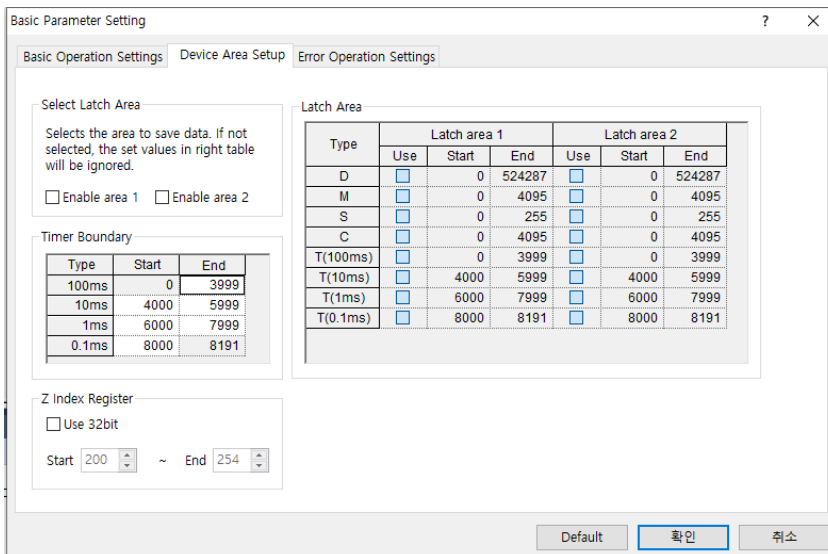 Basic Parameter Setting
? ×
Basic Operation Settings Device Area Setup Error Operation Settings
Select Latch Area
Selects the area to save data. If not
selected, the set values in right table
will be ignored.
Enable area 1 Enable area 2
Timer Boundary
Type Start End
100ms 0 3999
10ms 4000 5999
1ms 6000 7999
0.1ms 8000 8191
Z Index Register
Use 32bit
Start 200 ~ End 254
Latch Area
Type Latch area 1 Latch area 2
Use Start End Use Start End
D 0 524287 0 524287
M 0 4095 0 4095
S 0 255 0 255
C 0 4095 0 4095
T(100ms) 0 3999 0 3999
T(10ms) 4000 5999 4000 5999
T(1ms) 6000 7999 6000 7999
T(0.1ms) 8000 8191 8000 8191
Default 확인 취소